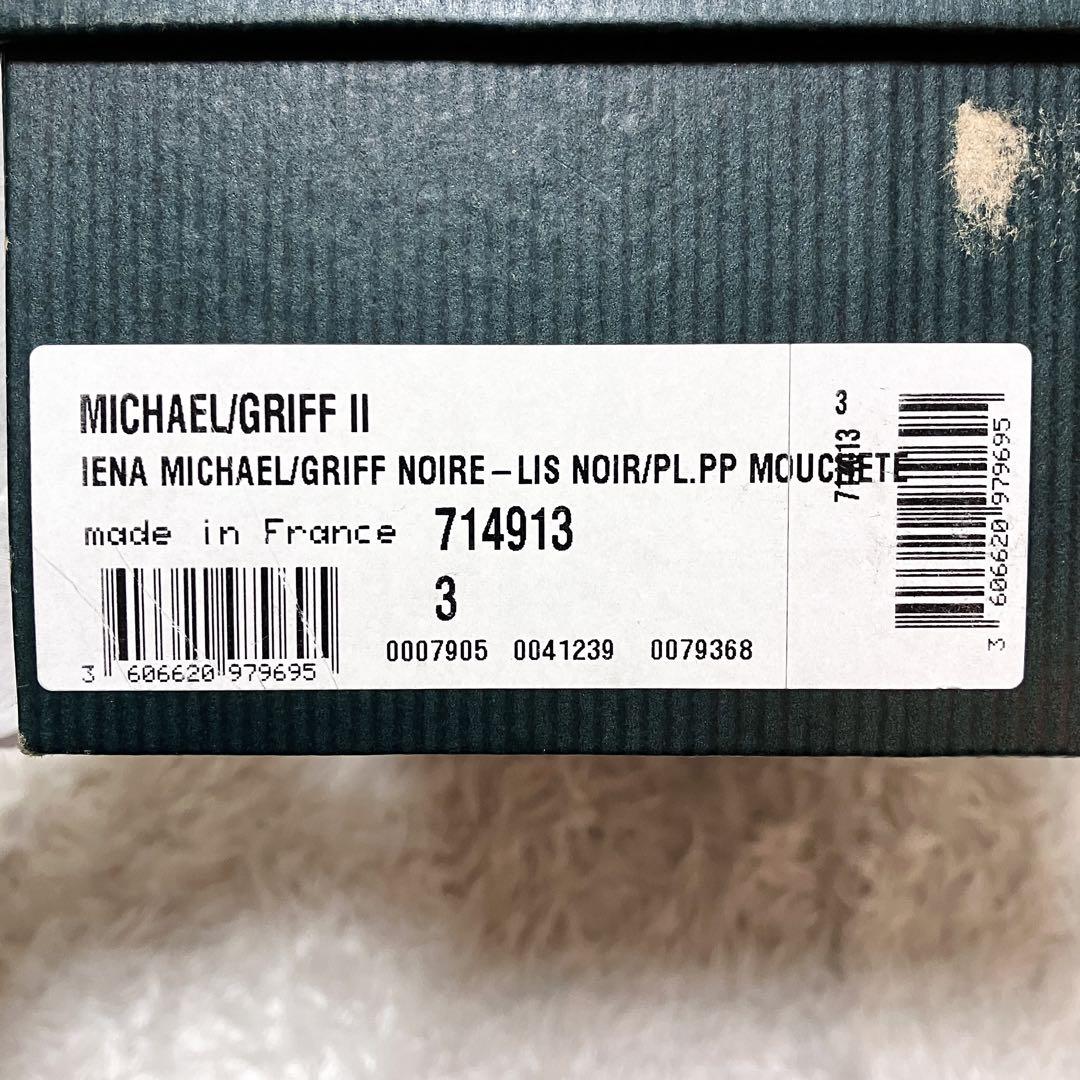 MICHAEL/GRIFF II
IENA MICHAEL/GRIFF NOIRE-LIS NOIR/PL.PP MOUCHETE
made in France 714913
3
0007905 0041239 0079368
3 606620 979695
3
714913
3 606620 979695